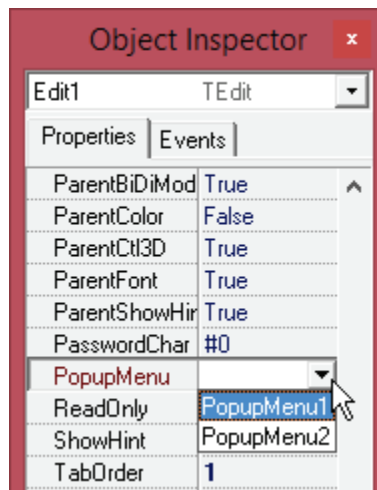 Object Inspector x
Edit1 TEdit
Properties Events
ParentBiDiMod True
ParentColor False
ParentCtl3D True
ParentFont True
ParentShowHir True
PasswordChar #0
PopupMenu
ReadOnly PopupMenu1
ShowHint PopupMenu2
TabOrder 1